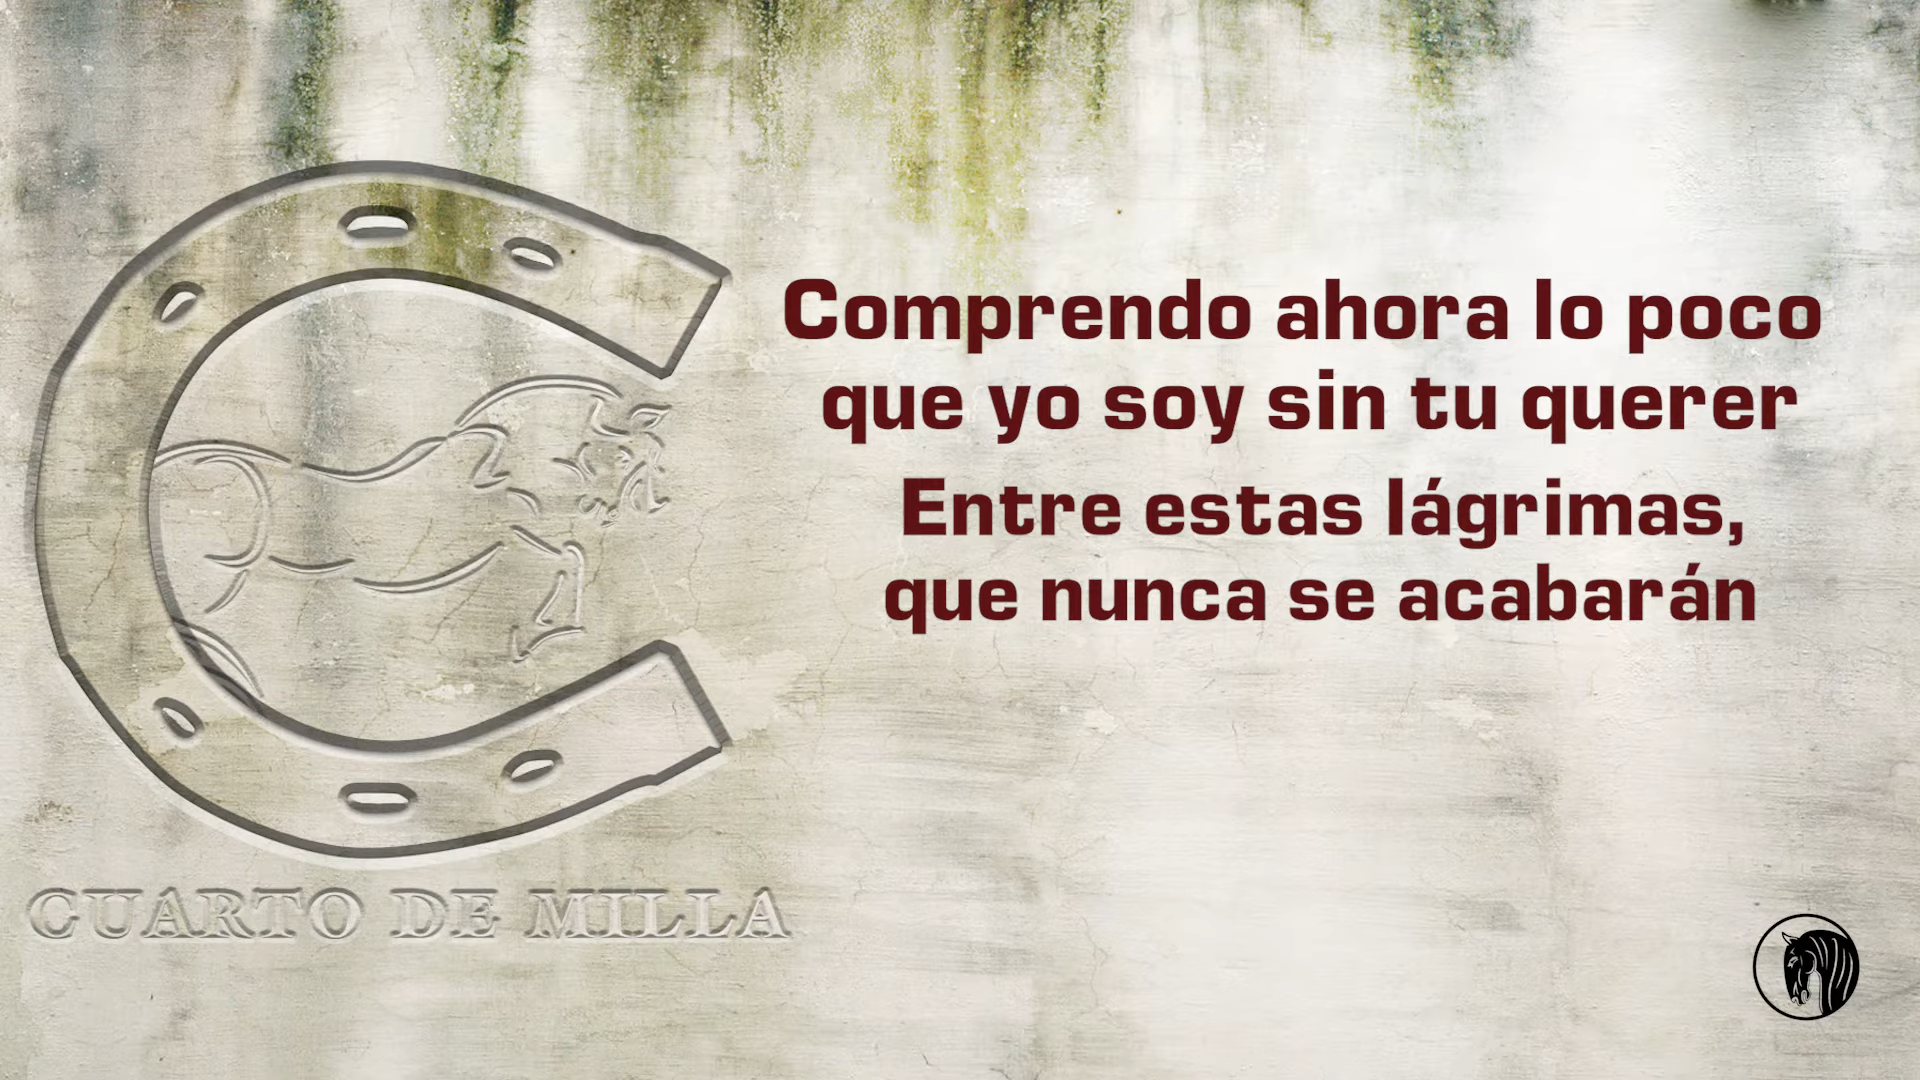 Comprendo ahora lo poco
que yo soy sin tu querer
Entre estas lágrimas,
que nunca se acabarán
CUARTO DE MILLA